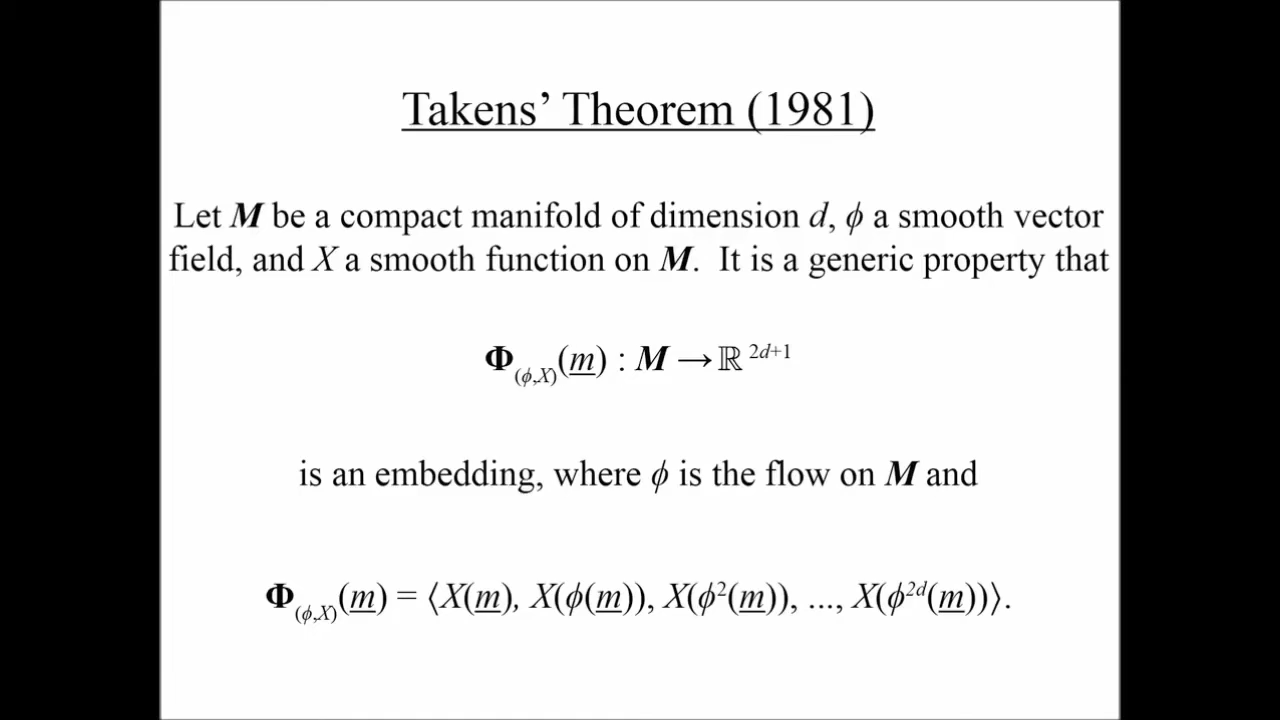 Takens’ Theorem (1981)
Let M be a compact manifold of dimension d, ϕ a smooth vector
field, and X a smooth function on M. It is a generic property that
Φ(ϕ,X)(m) : M → ℝ 2d+1
is an embedding, where ϕ is the flow on M and
Φ(ϕ,X)(m) = ⟨X(m), X(ϕ(m)), X(ϕ²(m)), ..., X(ϕ²ᵈ(m))⟩.